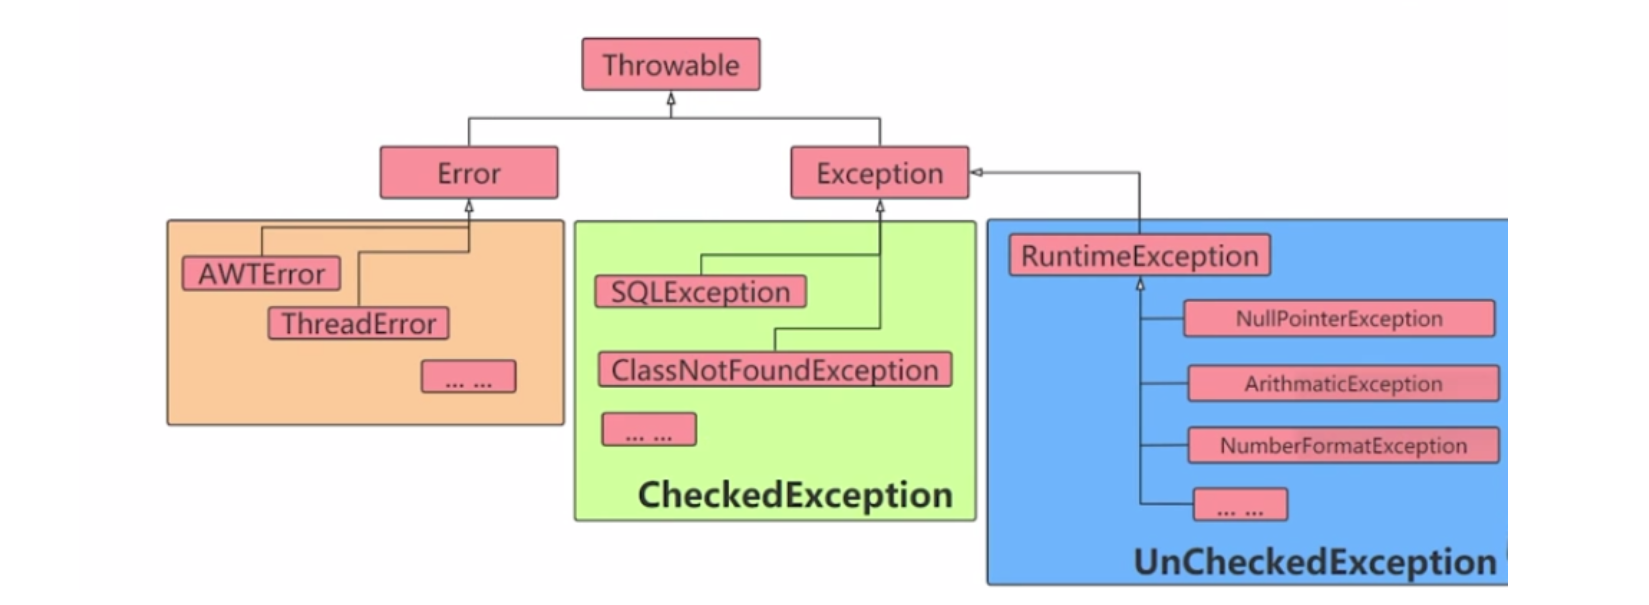 Throwable
Error
Exception
AWTError
ThreadError
... ...
SQLException
ClassNotFoundException
... ...
CheckedException
RuntimeException
NullPointerException
ArithmaticException
NumberFormatException
... ...
UnCheckedException